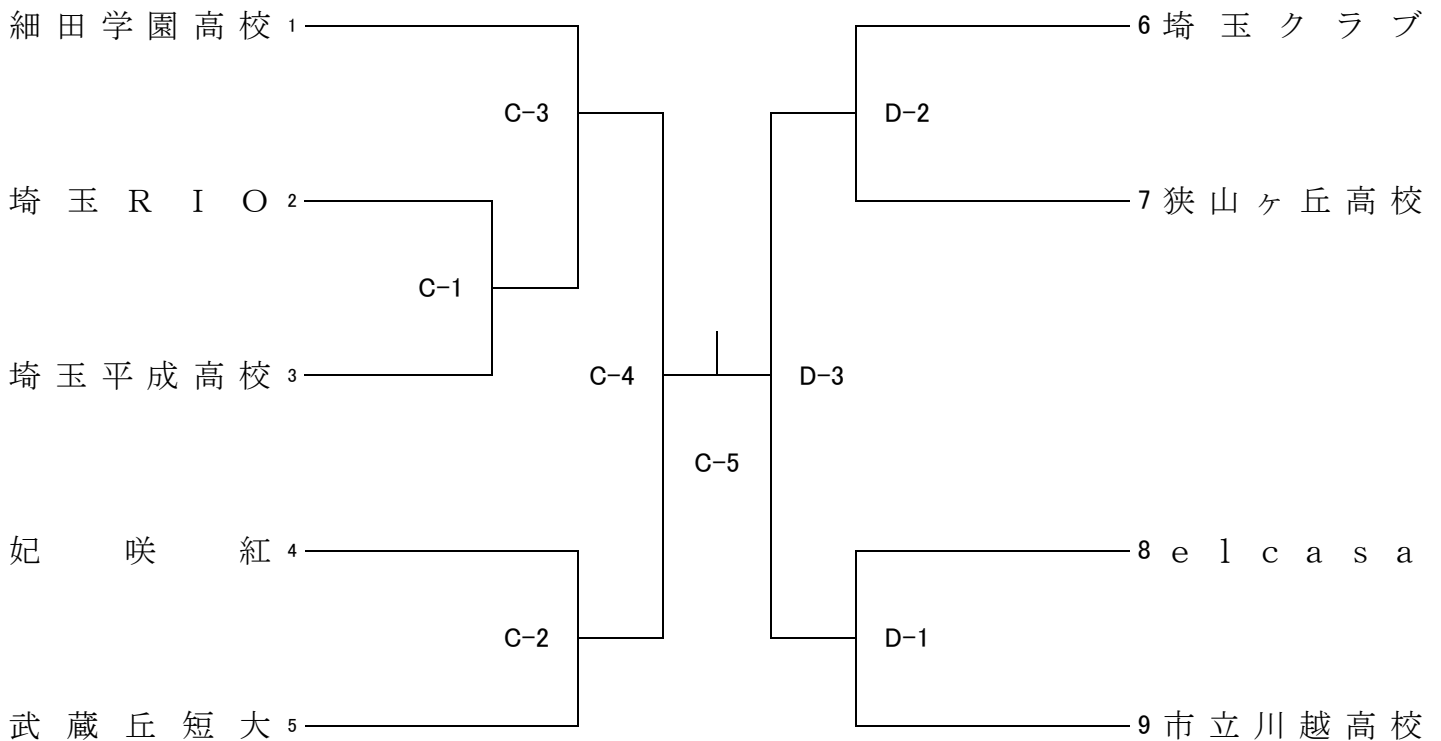 細田学園高校 1
6 埼玉クラブ
C-3
D-2
埼玉RIO 2
7 狭山ヶ丘高校
C-1
埼玉平成高校 3
C-4
D-3
C-5
妃咲紅 4
8 elcasa
C-2
D-1
武蔵丘短大 5
9 市立川越高校